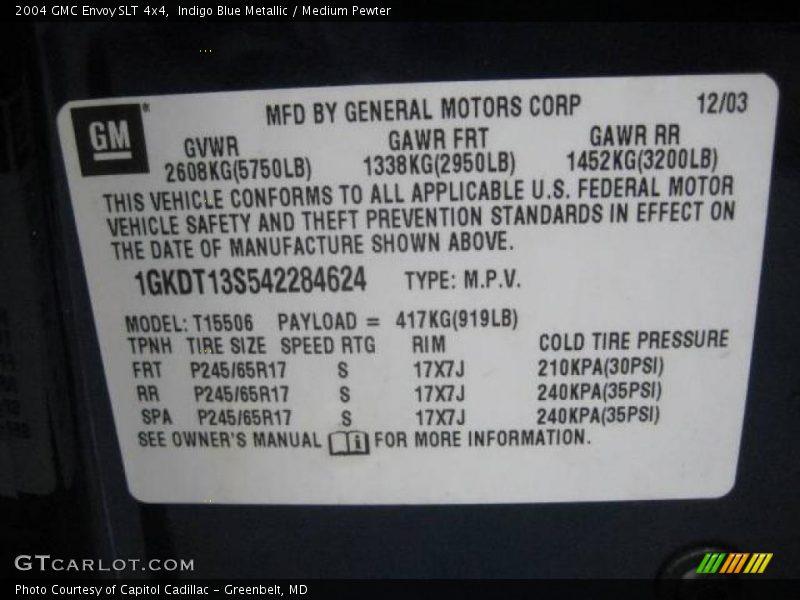 2004 GMC Envoy SLT 4x4,  Indigo Blue Metallic / Medium Pewter
GM
MFD BY GENERAL MOTORS CORP 12/03
GVWR GAWR FRT GAWR RR
2608KG(5750LB) 1338KG(2950LB) 1452KG(3200LB)
THIS VEHICLE CONFORMS TO ALL APPLICABLE U.S. FEDERAL MOTOR
VEHICLE SAFETY AND THEFT PREVENTION STANDARDS IN EFFECT ON
THE DATE OF MANUFACTURE SHOWN ABOVE.
1GKDT13S542284624 TYPE: M.P.V.
MODEL: T15506 PAYLOAD = 417KG(919LB)
TPNH TIRE SIZE SPEED RTG RIM COLD TIRE PRESSURE
FRT P245/65R17 S 17X7J 210KPA(30PSI)
RR P245/65R17 S 17X7J 240KPA(35PSI)
SPA P245/65R17 S 17X7J 240KPA(35PSI)
SEE OWNER'S MANUAL i FOR MORE INFORMATION.
GTCARLOT.COM
Photo Courtesy of Capitol Cadillac - Greenbelt, MD